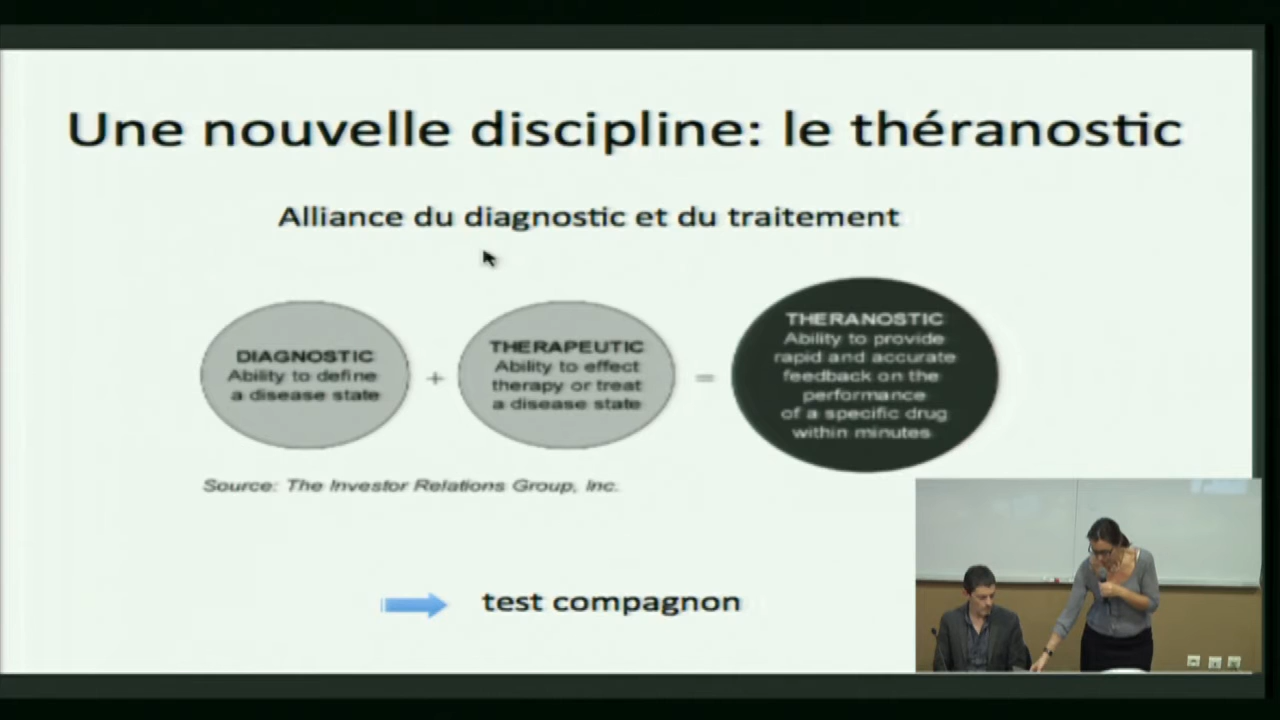 Une nouvelle discipline: le théranostic
Alliance du diagnostic et du traitement
DIAGNOSTIC
Ability to define
a disease state
+
THERAPEUTIC
Ability to effect
therapy or treat
a disease state
=
THERANOSTIC
Ability to provide
rapid and accurate
feedback on the
performance
of a specific drug
within minutes
Source: The Investor Relations Group, Inc.
test compagnon